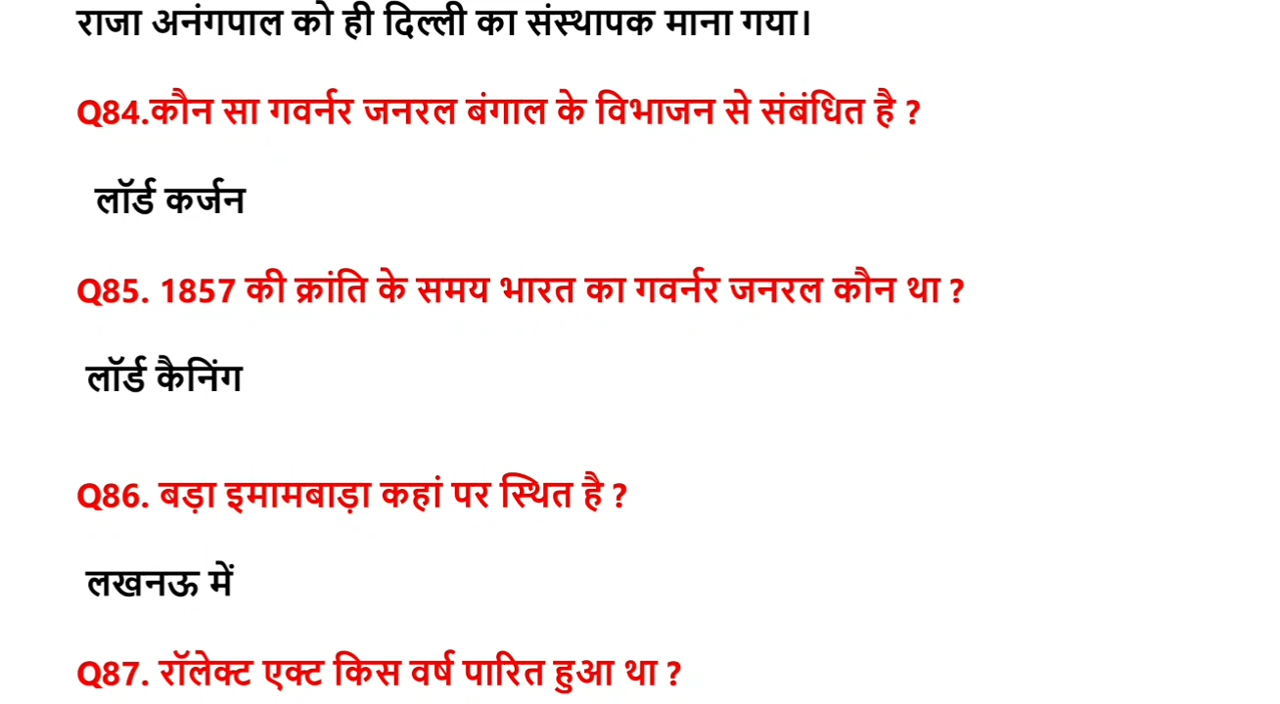 राजा अनंगपाल को ही दिल्ली का संस्थापक माना गया।
Q84.कौन सा गवर्नर जनरल बंगाल के विभाजन से संबंधित है ?
लॉर्ड कर्जन
Q85. 1857 की क्रांति के समय भारत का गवर्नर जनरल कौन था ?
लॉर्ड कैनिंग
Q86. बड़ा इमामबाड़ा कहां पर स्थित है ?
लखनऊ में
Q87. रॉलेक्ट एक्ट किस वर्ष पारित हुआ था ?